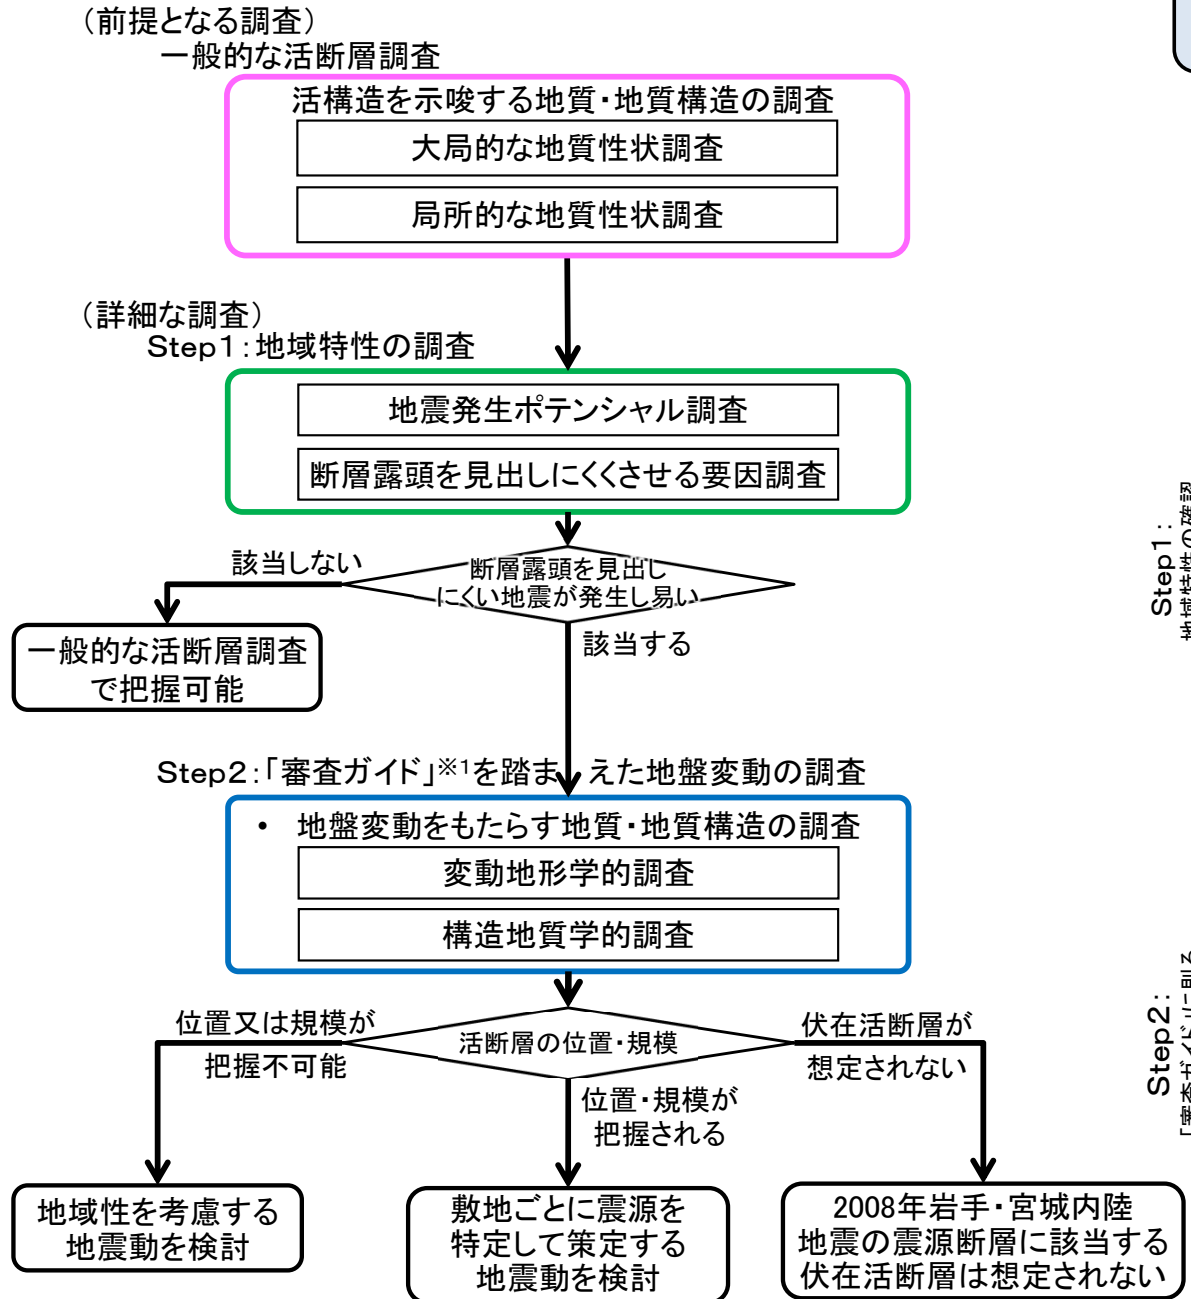 （前提となる調査）
一般的な活断層調査
活構造を示唆する地質・地質構造の調査
大局的な地質性状調査
局所的な地質性状調査
（詳細な調査）
Step1：地域特性の調査
地震発生ポテンシャル調査
断層露頭を見出しにくくさせる要因調査
断層露頭を見出し
にくい地震が発生し易い
該当しない
該当する
一般的な活断層調査
で把握可能
Step2：「審査ガイド」※1を踏まえた地盤変動の調査
• 地盤変動をもたらす地質・地質構造の調査
変動地形学的調査
構造地質学的調査
活断層の位置・規模
位置又は規模が
把握不可能
位置・規模が
把握される
伏在活断層が
想定されない
地域性を考慮する
地震動を検討
敷地ごとに震源を
特定して策定する
地震動を検討
2008年岩手・宮城内陸
地震の震源断層に該当する
伏在活断層は想定されない
Step1：
Step2：